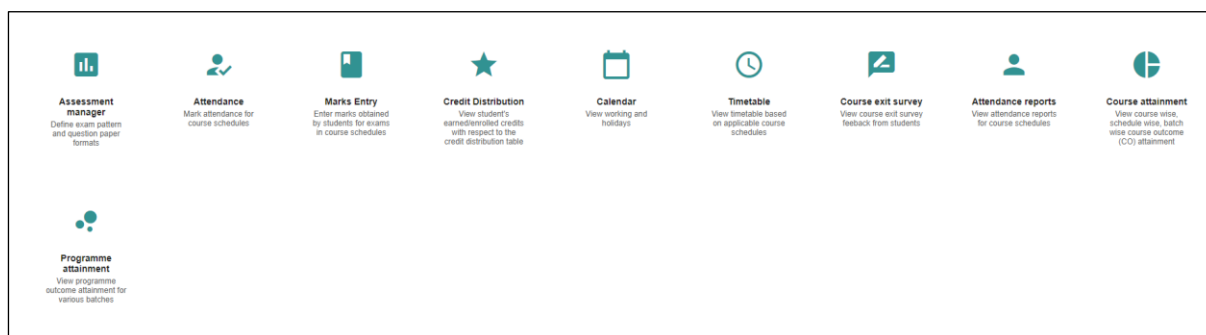 Assessment
manager
Define exam pattern
and question paper
formats
Attendance
Mark attendance for
course schedules
Marks Entry
Enter marks obtained
by students for exams
in course schedules
Credit Distribution
View student's
earned/enrolled credits
with respect to the
credit distribution table
Calendar
View working and
holidays
Timetable
View timetable based
on applicable course
schedules
Course exit survey
View course exit survey
feeback from students
Attendance reports
View attendance reports
for course schedules
Course attainment
View course wise,
schedule wise, batch
wise course outcome
(CO) attainment
Programme
attainment
View programme
outcome attainment for
various batches